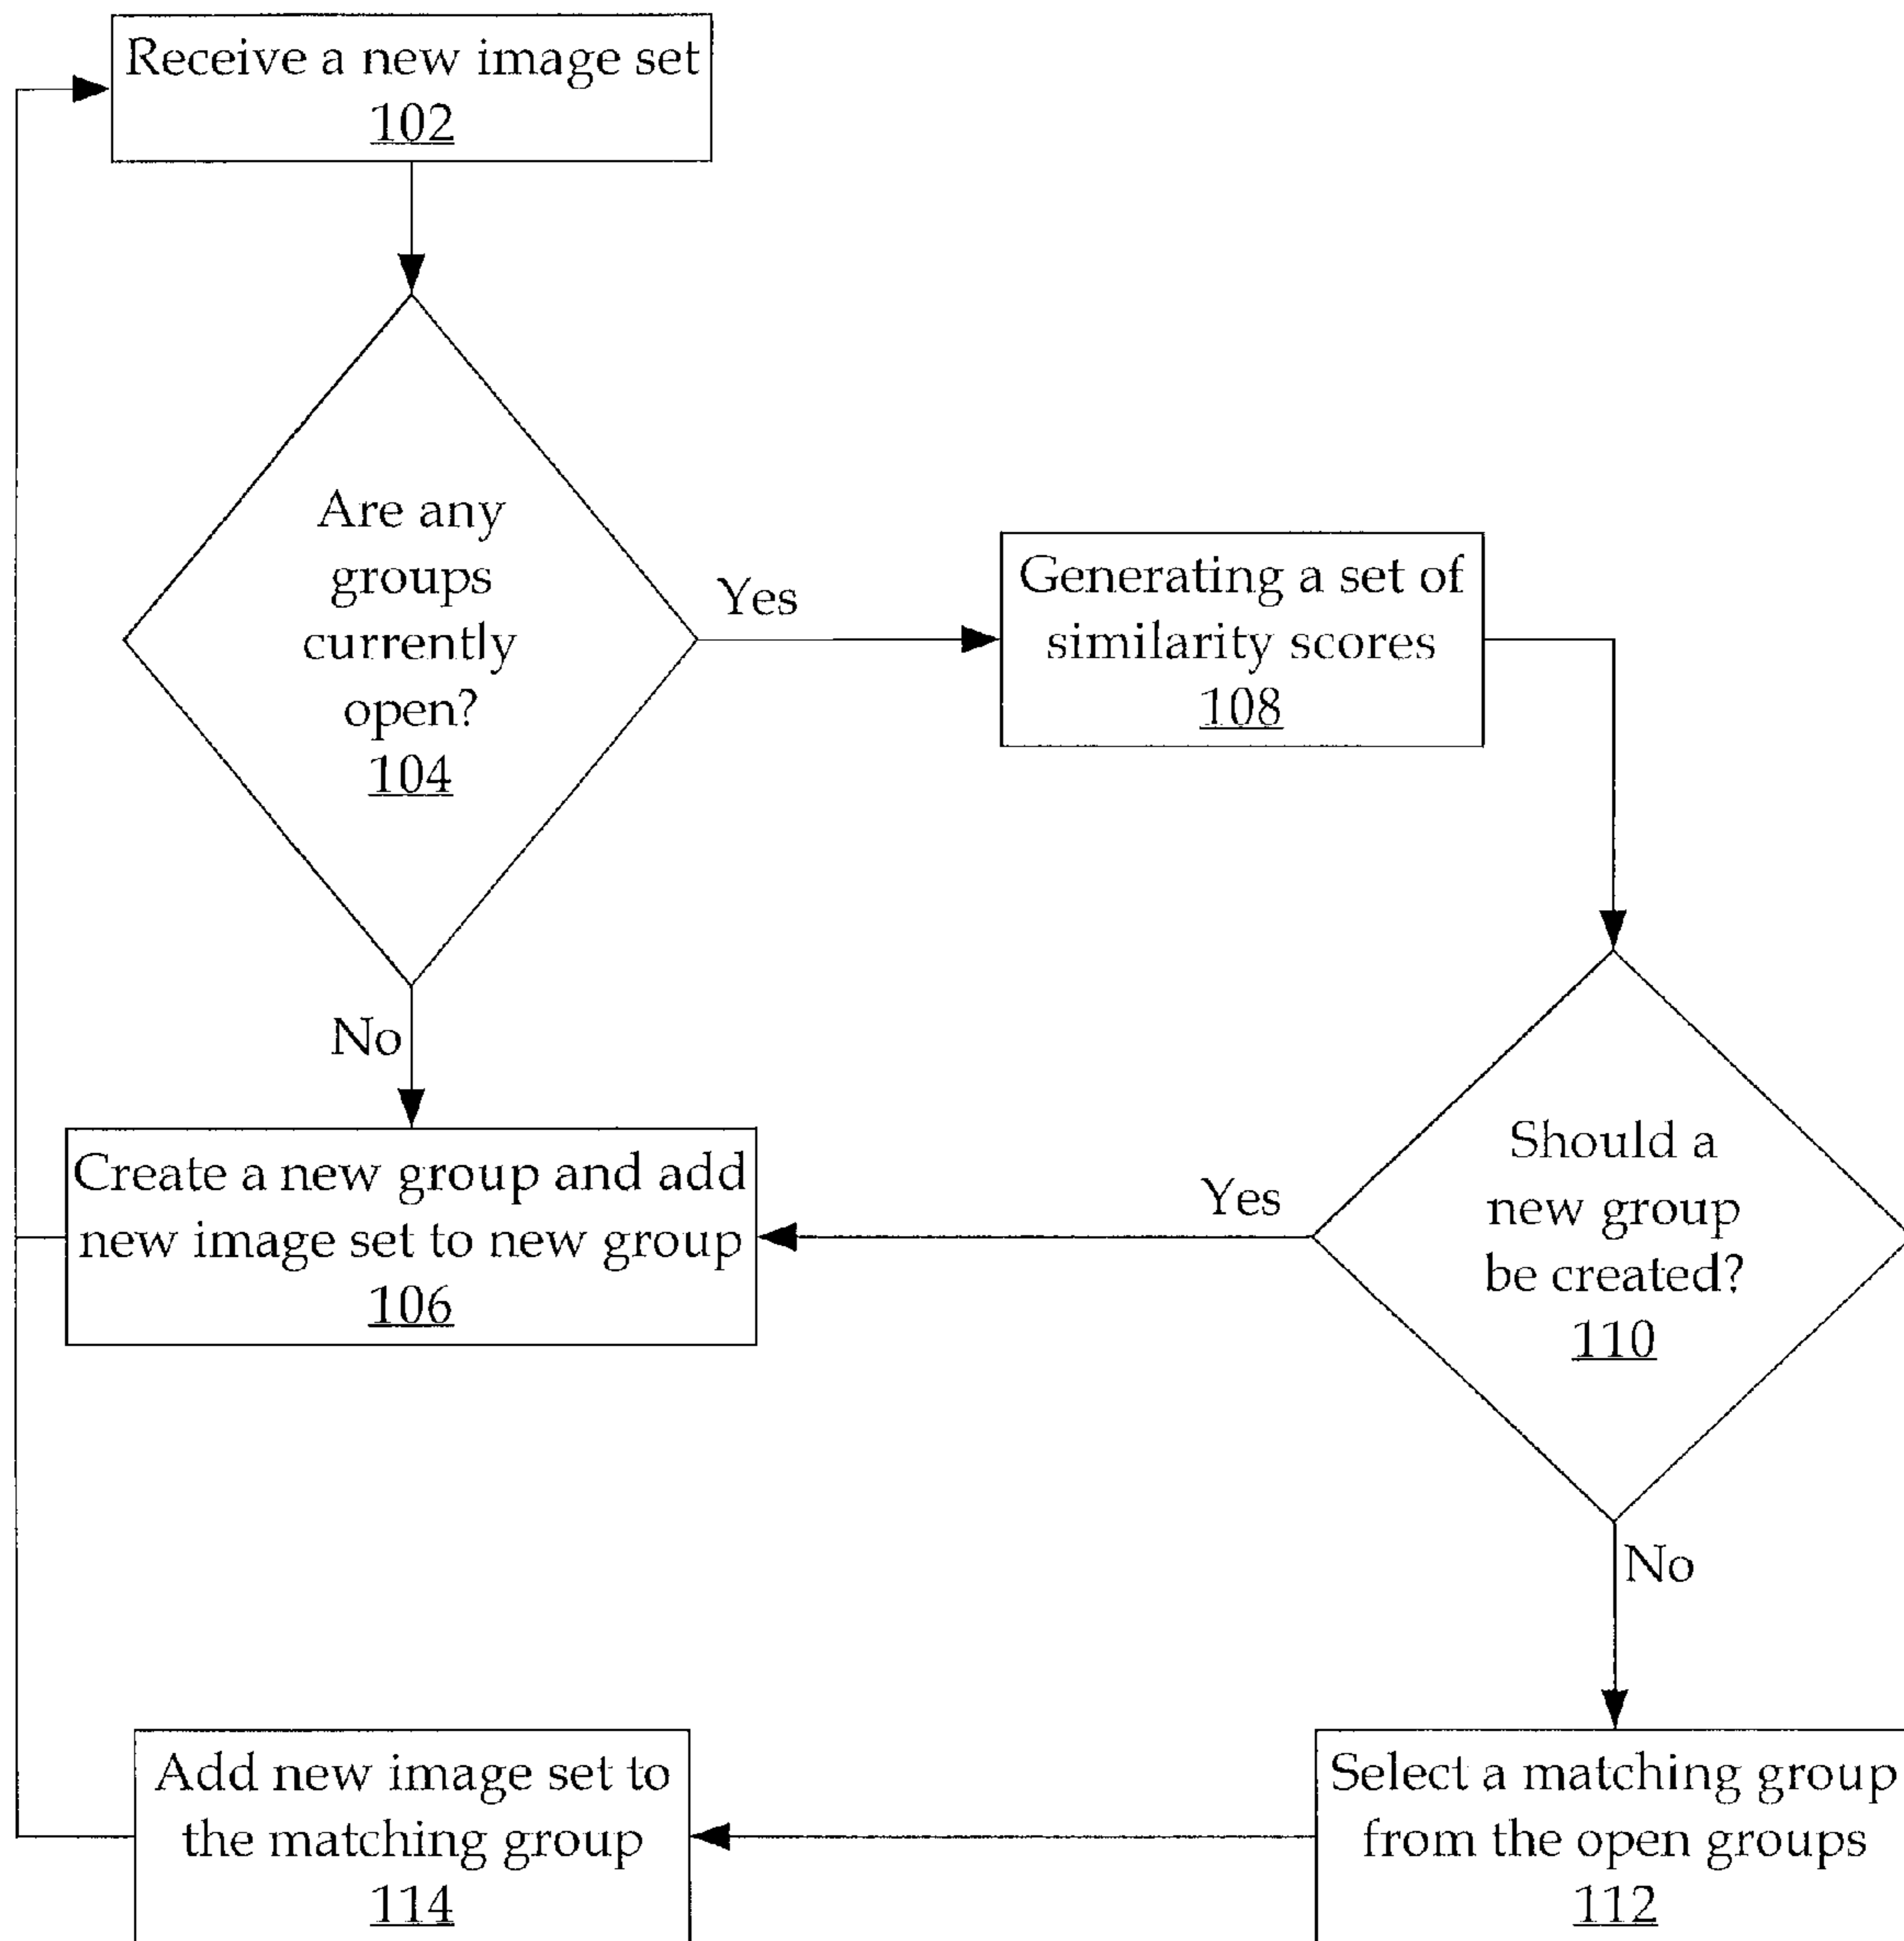 Receive a new image set
102
Are any
groups
currently
open?
104
Yes
Generating a set of
similarity scores
108
No
Create a new group and add
new image set to new group
106
Yes
Should a
new group
be created?
110
No
Add new image set to
the matching group
114
Select a matching group
from the open groups
112